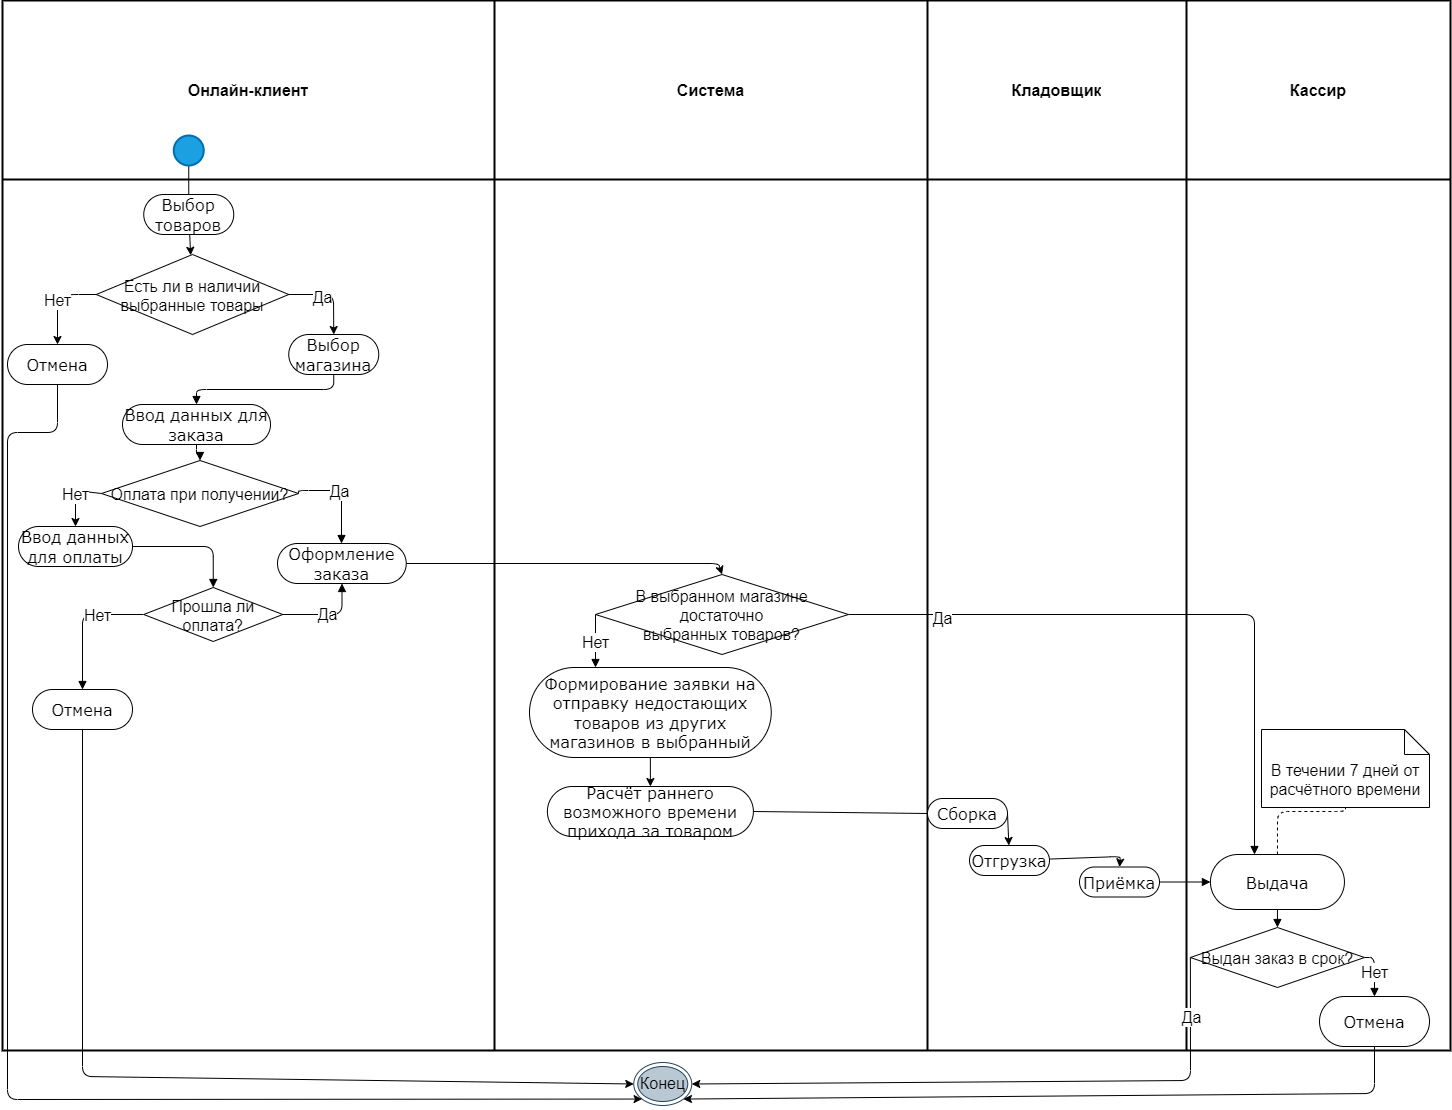 Онлайн-клиент
Система
Кладовщик
Кассир
Выбор
товаров
Есть ли в наличии
выбранные товары
Нет
Да
Отмена
Выбор
магазина
Ввод данных для
заказа
Оплата при получении?
Нет
Да
Ввод данных
для оплаты
Оформление
заказа
Прошла ли
оплата?
Нет
Да
Отмена
В выбранном магазине
достаточно
выбранных товаров?
Нет
Да
Формирование заявки на
отправку недостающих
товаров из других
магазинов в выбранный
Расчёт раннего
возможного времени
прихода за товаром
Сборка
Отгрузка
Приёмка
В течении 7 дней от
расчётного времени
Выдача
Выдан заказ в срок?
Нет
Да
Отмена
Конец